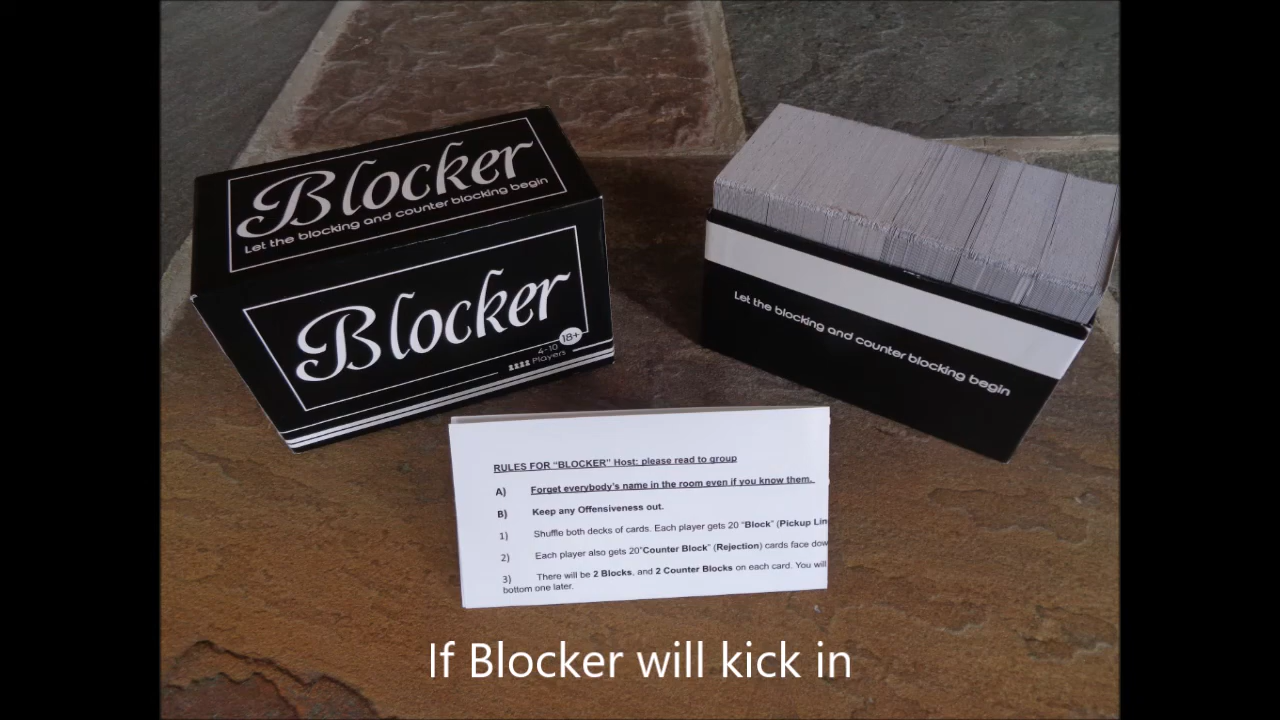 Blocker
Let the blocking and counter blocking begin
Blocker
18+
4-10
Players
Let the blocking and counter blocking begin
RULES FOR "BLOCKER" Host: please read to group
A) Forget everybody's name in the room even if you know them.
B) Keep any Offensiveness out.
1) Shuffle both decks of cards. Each player gets 20 "Block" (Pickup Lin
2) Each player also gets 20"Counter Block" (Rejection) cards face dow
3) There will be 2 Blocks, and 2 Counter Blocks on each card. You will
bottom one later.
If Blocker will kick in